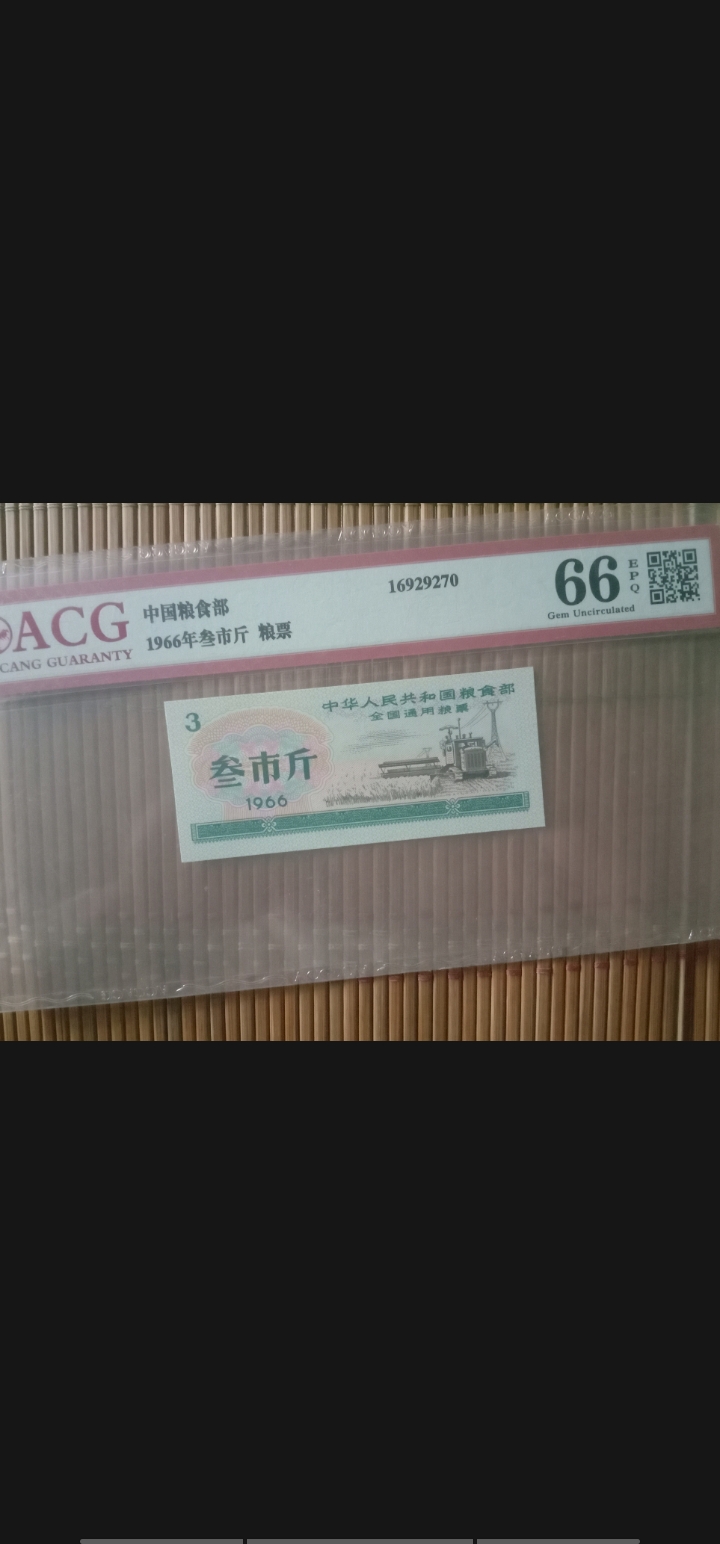 ACG
CANG GUARANTY
中国粮食部
1966年叁市斤 粮票
16929270
66
EPQ
Gem Uncirculated
3
中华人民共和国粮食部
全国通用粮票
叁市斤
1966